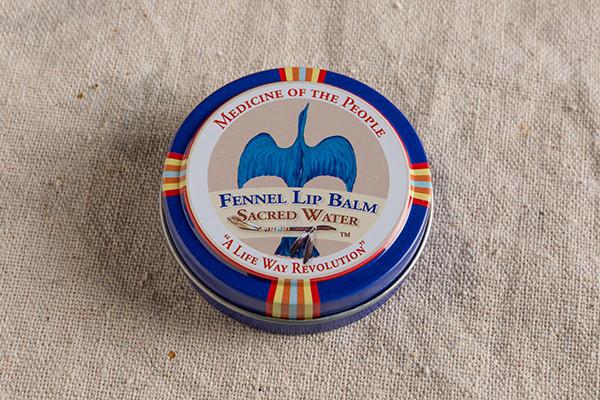 MEDICINE OF THE PEOPLE
FENNEL LIP BALM
SACRED WATER
TM
"A LIFE WAY REVOLUTION"